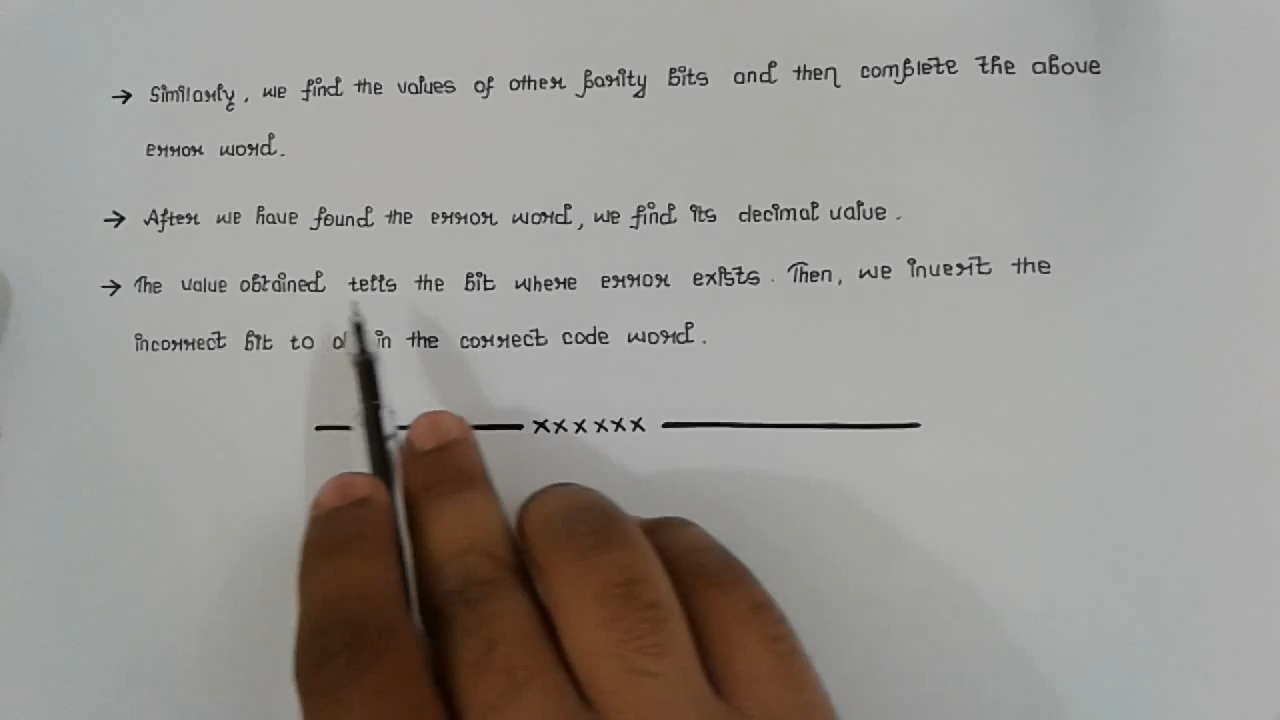 → Similarly, we find the values of other parity bits and then complete the above
error word.
→ After we have found the error word, we find its decimal value.
→ The value obtained tells the bit where error exists. Then, we invert the
incorrect bit to in the correct code word.
xxxxxx